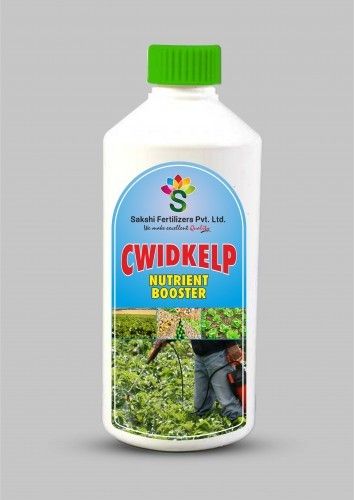 S
Sakshi Fertilizers Pvt. Ltd.
We make excellent Quality
CWIDKELP
NUTRIENT
BOOSTER